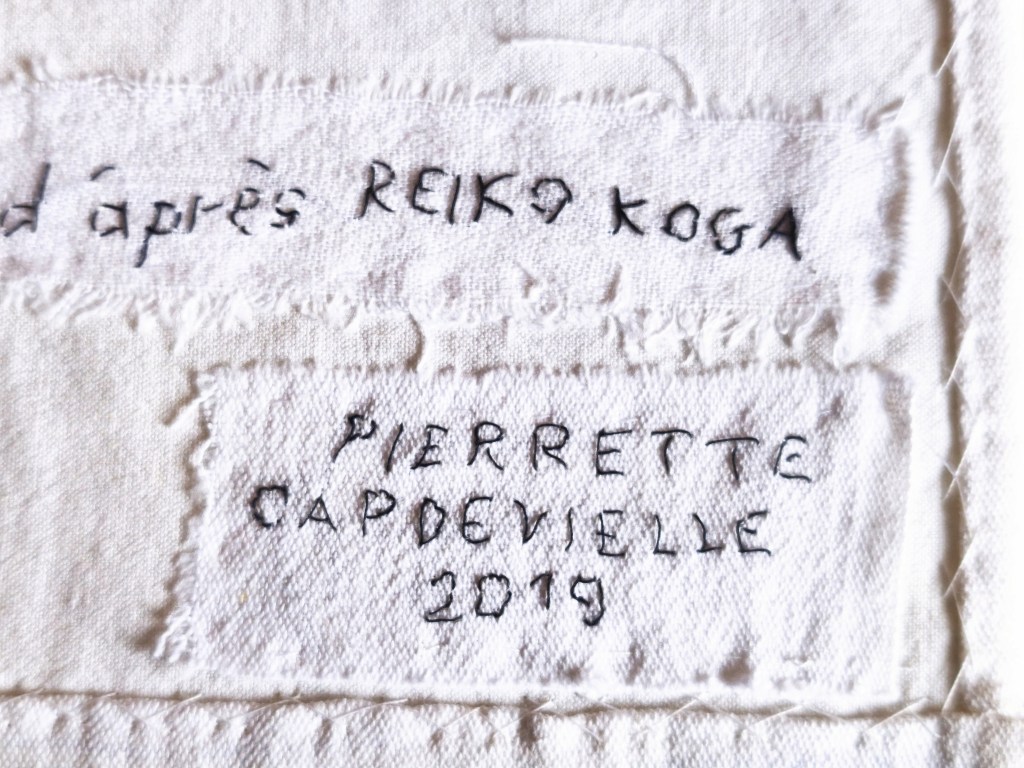 d'après REIKO KOGA
PIERRETTE
CAPDEVIELLE
2019